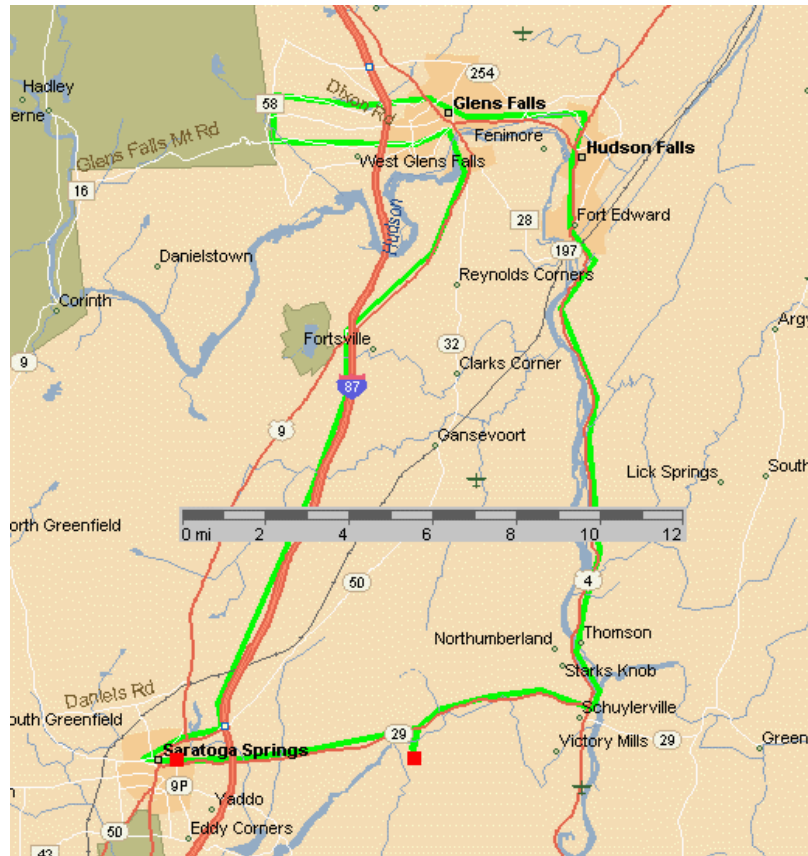 254
Hadley
erne
58
Dixon Rd
Glens Falls
Glens Falls Mt Rd
Fenimore
Hudson Falls
West Glens Falls
16
Hudson
28
Fort Edward
197
Danielstown
Reynolds Corners
Corinth
Fortsville
32
Argy
9
Clarks Corner
87
9
Gansevoort
Lick Springs
South
orth Greenfield
0 mi 2 4 6 8 10 12
50
4
Northumberland
Thomson
Starks Knob
Daniels Rd
outh Greenfield
Schuylerville
29
Saratoga Springs
Victory Mills
29
Green
9P
Yaddo
50
Eddy Corners
43